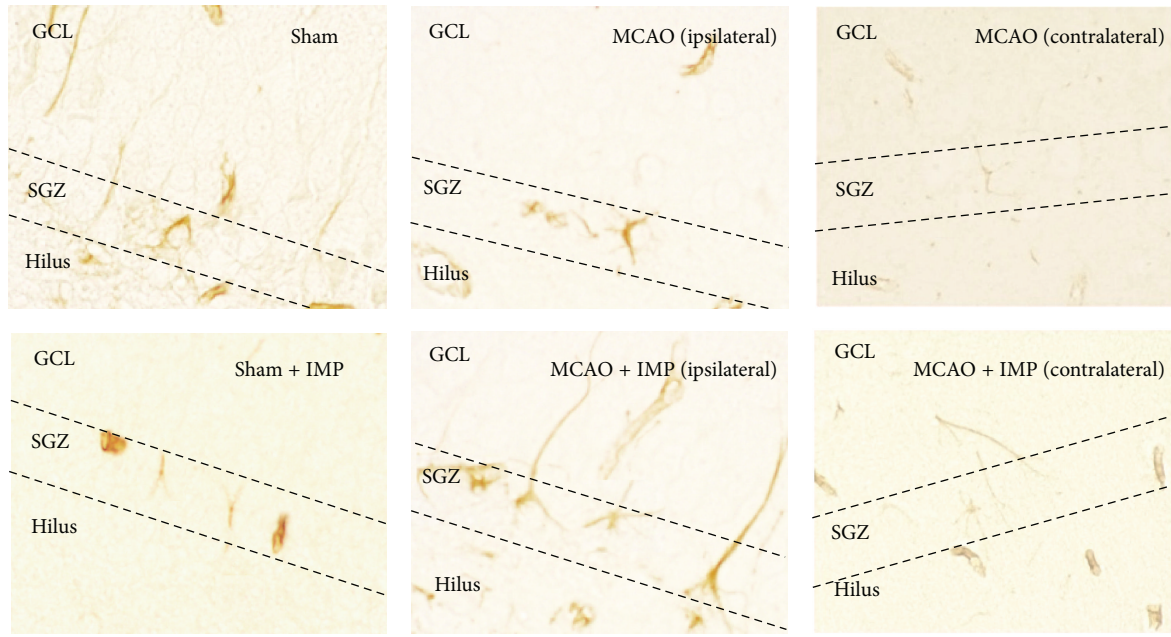 GCL
Sham
SGZ
Hilus
GCL
MCAO (ipsilateral)
SGZ
Hilus
GCL
MCAO (contralateral)
SGZ
Hilus
GCL
Sham + IMP
SGZ
Hilus
GCL
MCAO + IMP (ipsilateral)
SGZ
Hilus
GCL
MCAO + IMP (contralateral)
SGZ
Hilus